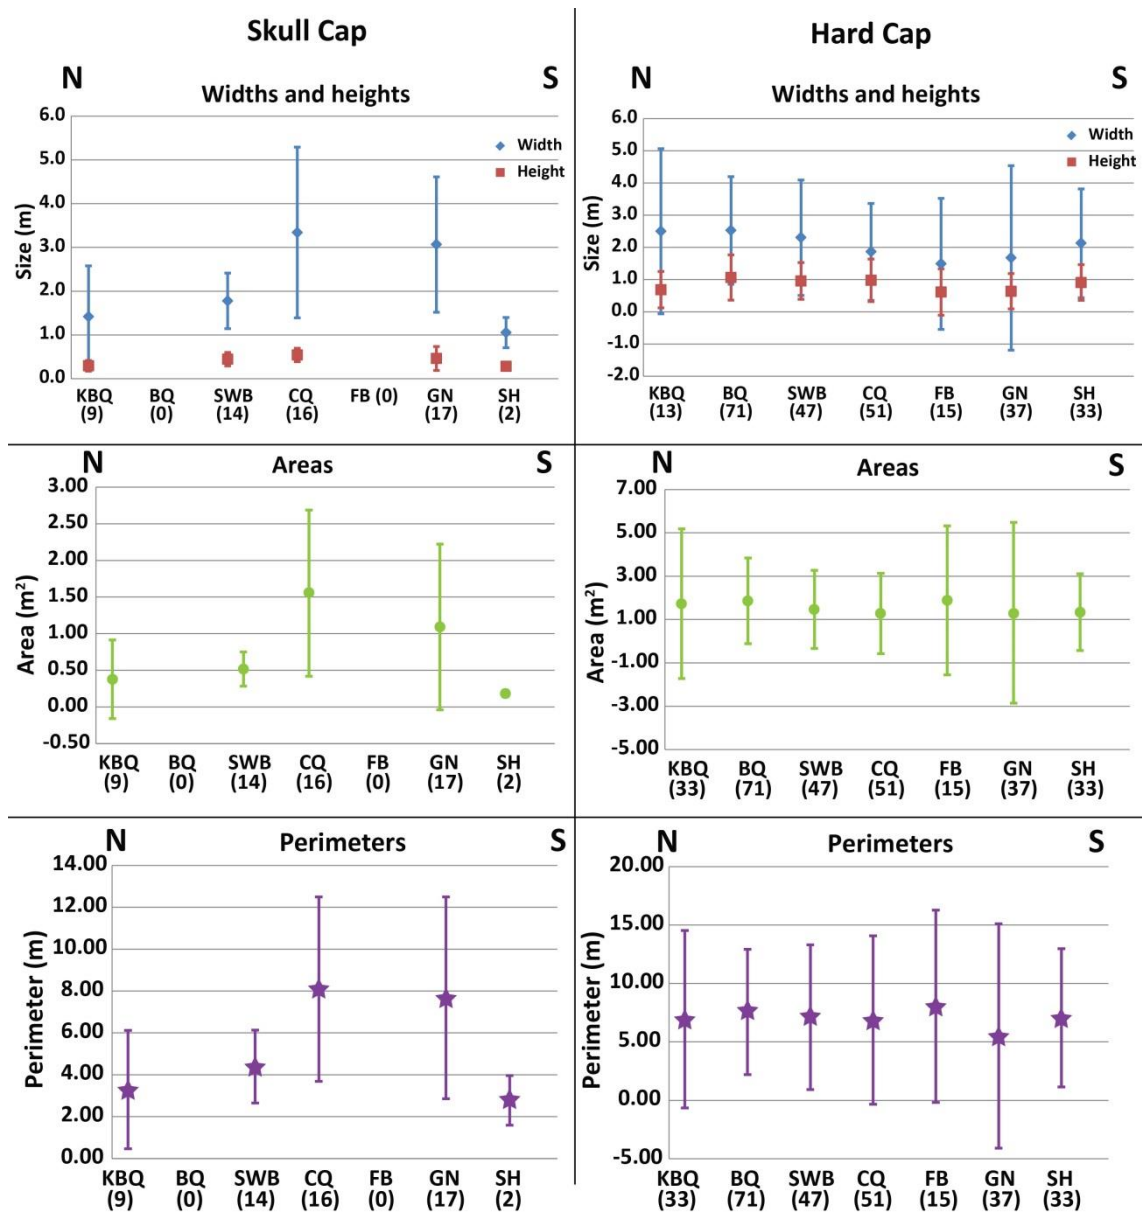 Skull Cap
N S
Widths and heights
6.0
5.0
4.0
3.0
2.0
1.0
0.0
Size (m)
Width
Height
KBQ BQ SWB CQ FB (0) GN SH
(9) (0) (14) (16) (17) (2)
Hard Cap
N S
Widths and heights
6.0
5.0
4.0
3.0
2.0
1.0
0.0
-1.0
-2.0
Size (m)
Width
Height
KBQ BQ SWB CQ FB GN SH
(13) (71) (47) (51) (15) (37) (33)
N Areas S
3.00
2.50
2.00
1.50
1.00
0.50
0.00
-0.50
Area (m²)
KBQ BQ SWB CQ FB GN SH
(9) (0) (14) (16) (0) (17) (2)
N Areas S
7.00
5.00
3.00
1.00
-1.00
-3.00
-5.00
Area (m²)
KBQ BQ SWB CQ FB GN SH
(33) (71) (47) (51) (15) (37) (33)
N Perimeters S
14.00
12.00
10.00
8.00
6.00
4.00
2.00
0.00
Perimeter (m)
KBQ BQ SWB CQ FB GN SH
(9) (0) (14) (16) (0) (17) (2)
N Perimeters S
20.00
15.00
10.00
5.00
0.00
-5.00
Perimeter (m)
KBQ BQ SWB CQ FB GN SH
(33) (71) (47) (51) (15) (37) (33)